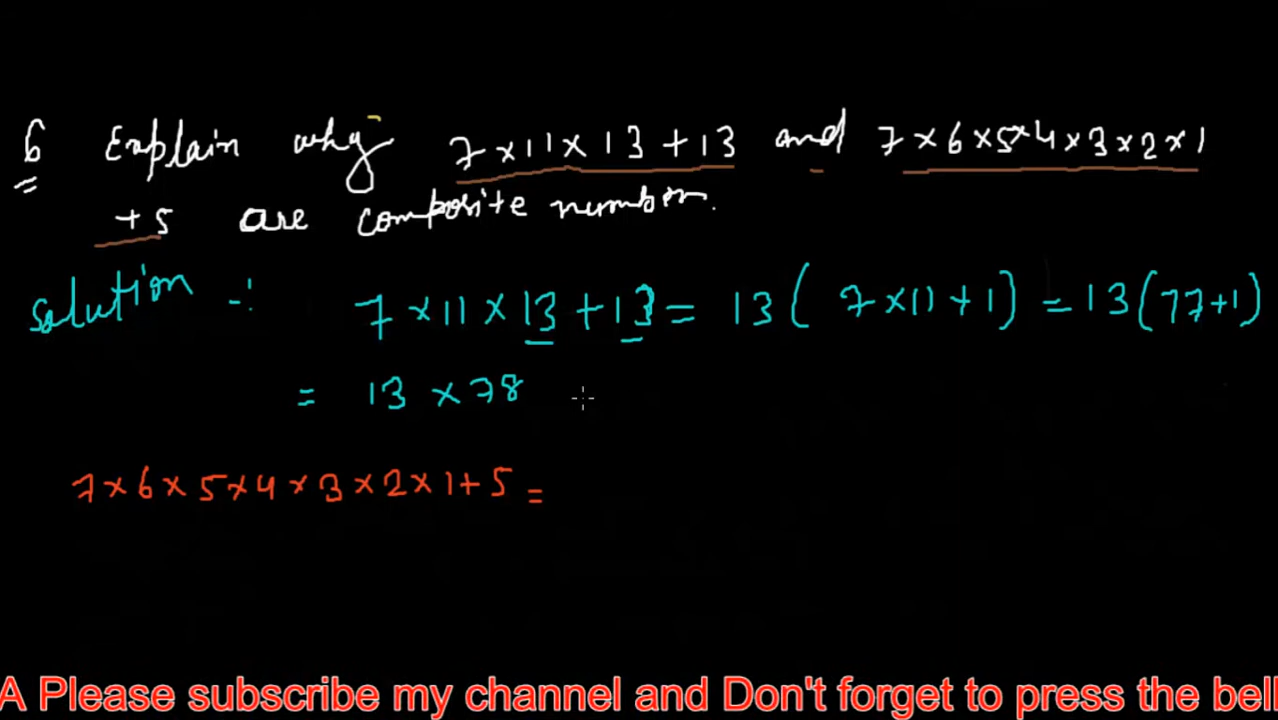 6 Explain why 7×11×13+13 and 7×6×5×4×3×2×1
+5 are composite number.
Solution :- 7×11×13+13= 13(7×11+1) =13(77+1)
= 13×78
7×6×5×4×3×2×1+5=
A Please subscribe my channel and Don't forget to press the bell